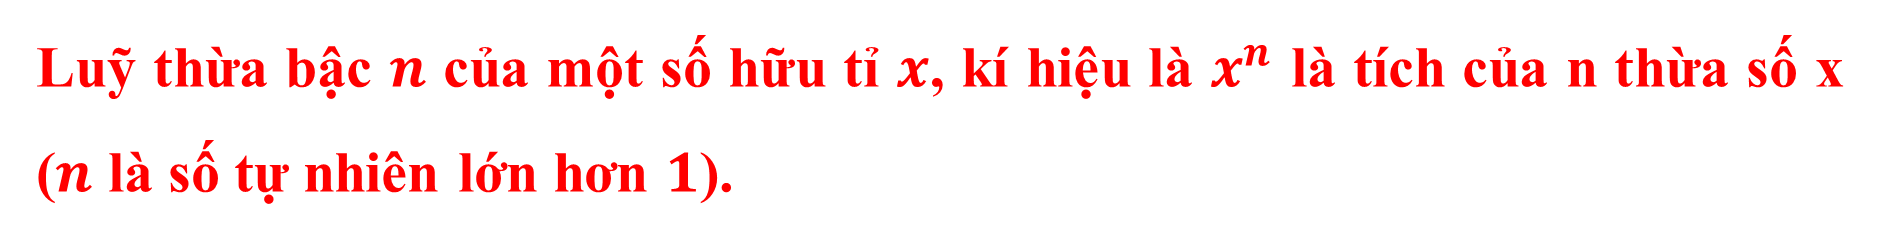 Luỹ thừa bậc 𝒏 của một số hữu tỉ 𝒙, kí hiệu là 𝒙ⁿ là tích của n thừa số x
(𝒏 là số tự nhiên lớn hơn 1).